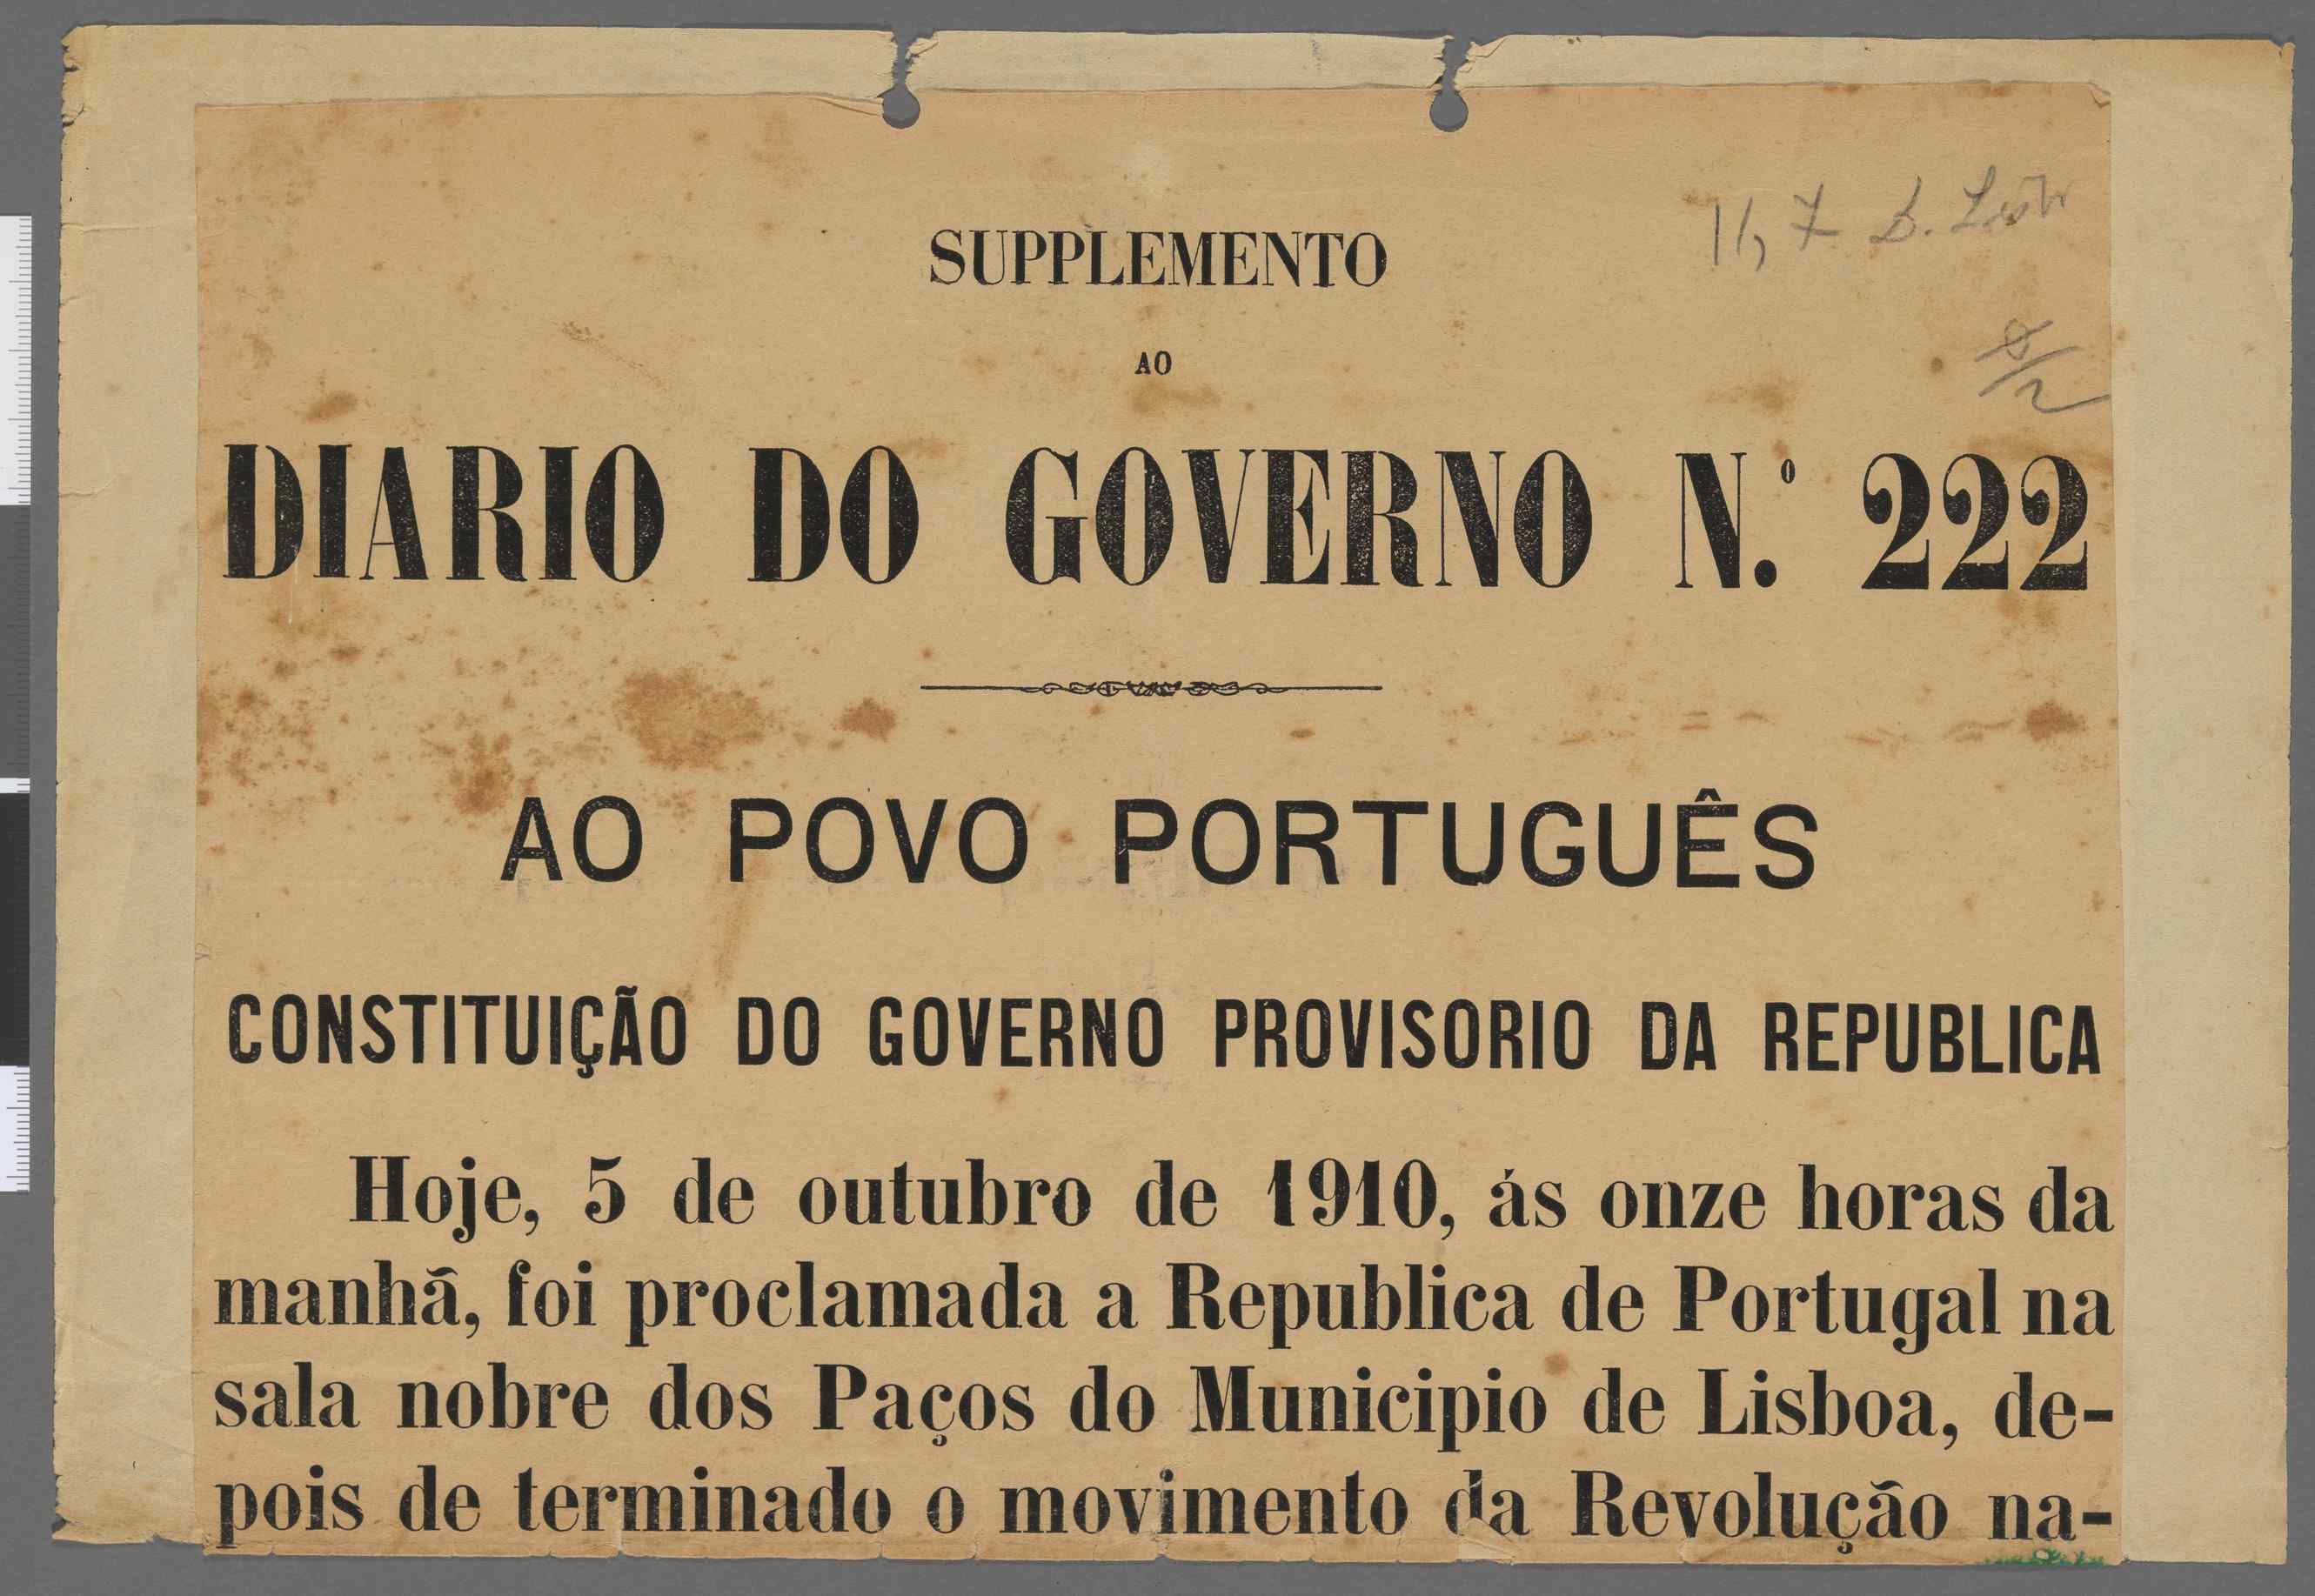 SUPPLEMENTO
AO
DIARIO DO GOVERNO N.º 222
AO POVO PORTUGUÊS
CONSTITUIÇÃO DO GOVERNO PROVISORIO DA REPUBLICA
Hoje, 5 de outubro de 1910, ás onze horas da
manhã, foi proclamada a Republica de Portugal na
sala nobre dos Paços do Municipio de Lisboa, de-
pois de terminado o movimento da Revolução na-